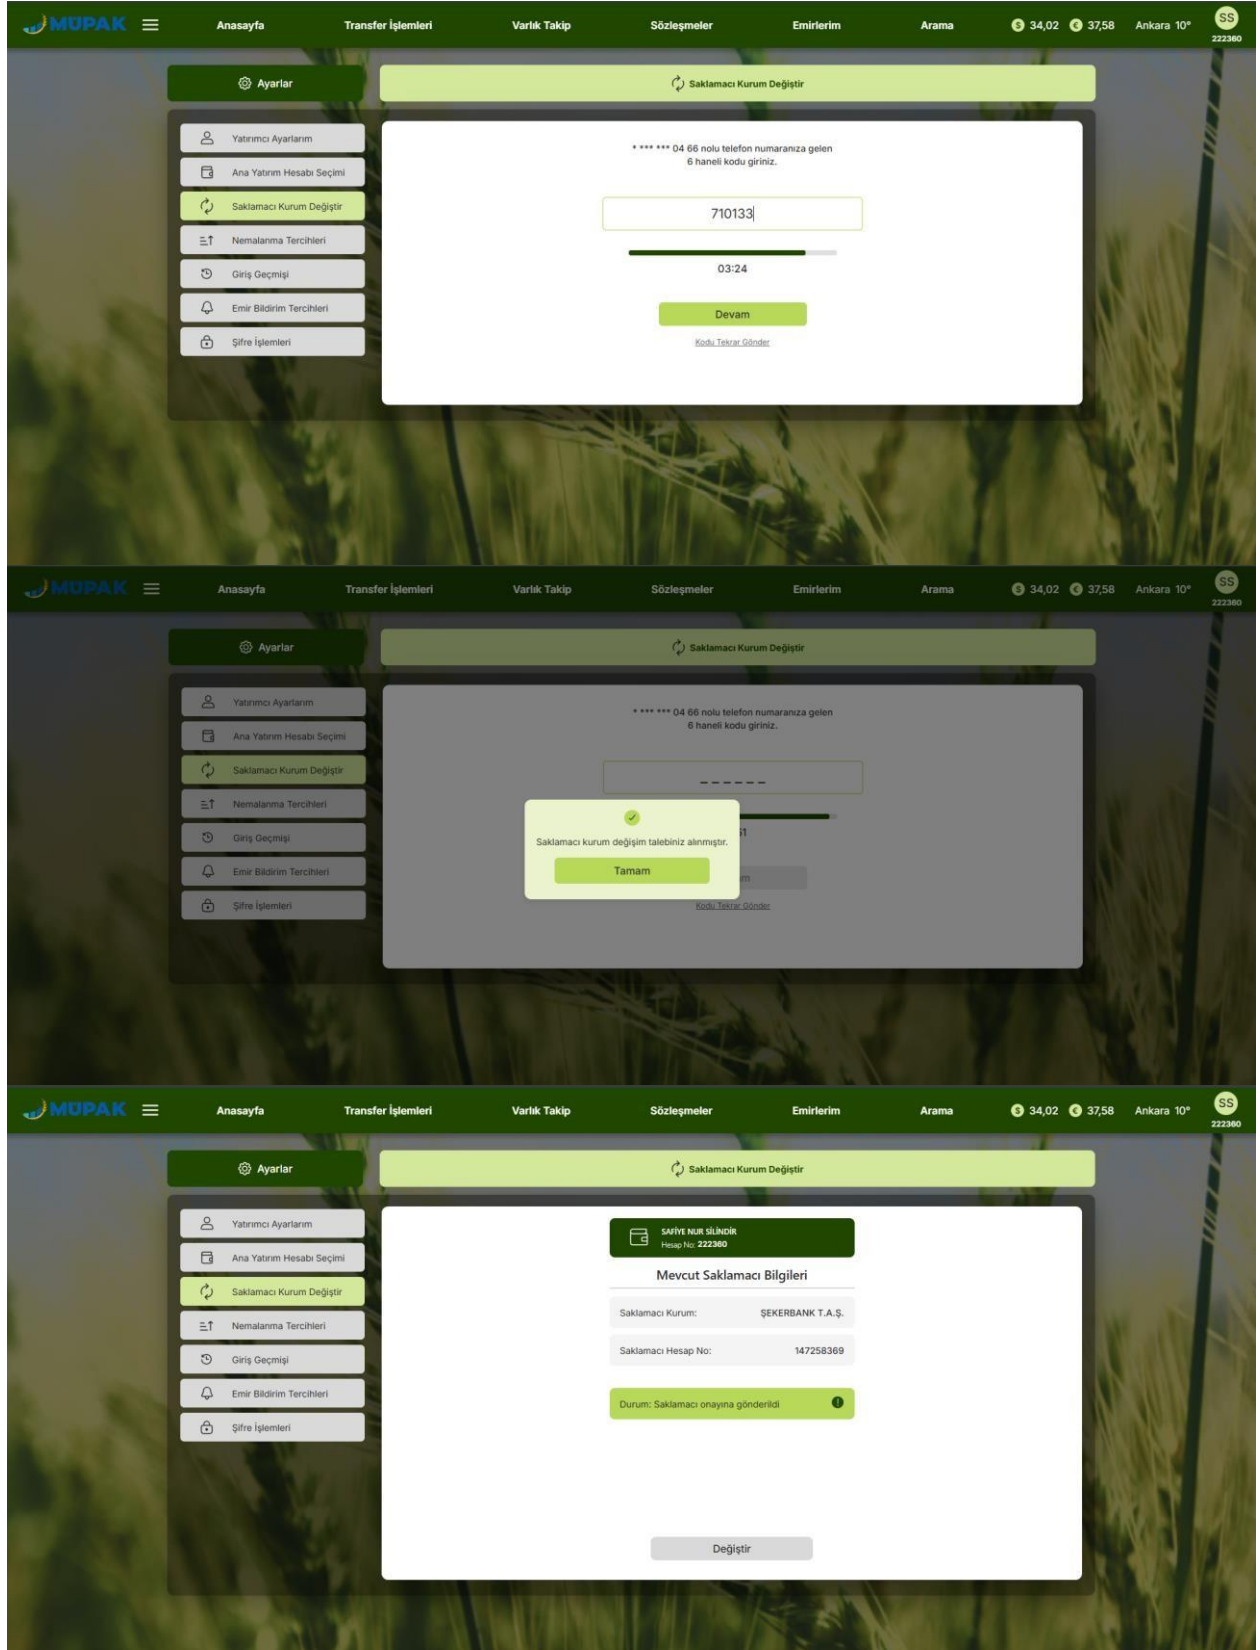 MÜPAK Anasayfa Transfer İşlemleri Varlık Takip Sözleşmeler Emirlerim Arama $ 34,02 € 37,58 Ankara 10° SS
222360
Ayarlar
Saklamacı Kurum Değiştir
Yatırımcı Ayarlarım
Ana Yatırım Hesabı Seçimi
Saklamacı Kurum Değiştir
Nemalanma Tercihleri
Giriş Geçmişi
Emir Bildirim Tercihleri
Şifre İşlemleri
* *** *** 04 66 nolu telefon numaranıza gelen
6 haneli kodu giriniz.
710133
03:24
Devam
Kodu Tekrar Gönder
MÜPAK Anasayfa Transfer İşlemleri Varlık Takip Sözleşmeler Emirlerim Arama $ 34,02 € 37,58 Ankara 10° SS
222360
Ayarlar
Saklamacı Kurum Değiştir
Yatırımcı Ayarlarım
Ana Yatırım Hesabı Seçimi
Saklamacı Kurum Değiştir
Nemalanma Tercihleri
Giriş Geçmişi
Emir Bildirim Tercihleri
Şifre İşlemleri
* *** *** 04 66 nolu telefon numaranıza gelen
6 haneli kodu giriniz.
_ _ _ _ _ _
Saklamacı kurum değişim talebiniz alınmıştır.
Tamam
Kodu Tekrar Gönder
MÜPAK Anasayfa Transfer İşlemleri Varlık Takip Sözleşmeler Emirlerim Arama $ 34,02 € 37,58 Ankara 10° SS
222360
Ayarlar
Saklamacı Kurum Değiştir
Yatırımcı Ayarlarım
Ana Yatırım Hesabı Seçimi
Saklamacı Kurum Değiştir
Nemalanma Tercihleri
Giriş Geçmişi
Emir Bildirim Tercihleri
Şifre İşlemleri
SAFİYE NUR SİLİNDİR
Hesap No: 222360
Mevcut Saklamacı Bilgileri
Saklamacı Kurum: ŞEKERBANK T.A.Ş.
Saklamacı Hesap No: 147258369
Durum: Saklamacı onayına gönderildi
Değiştir